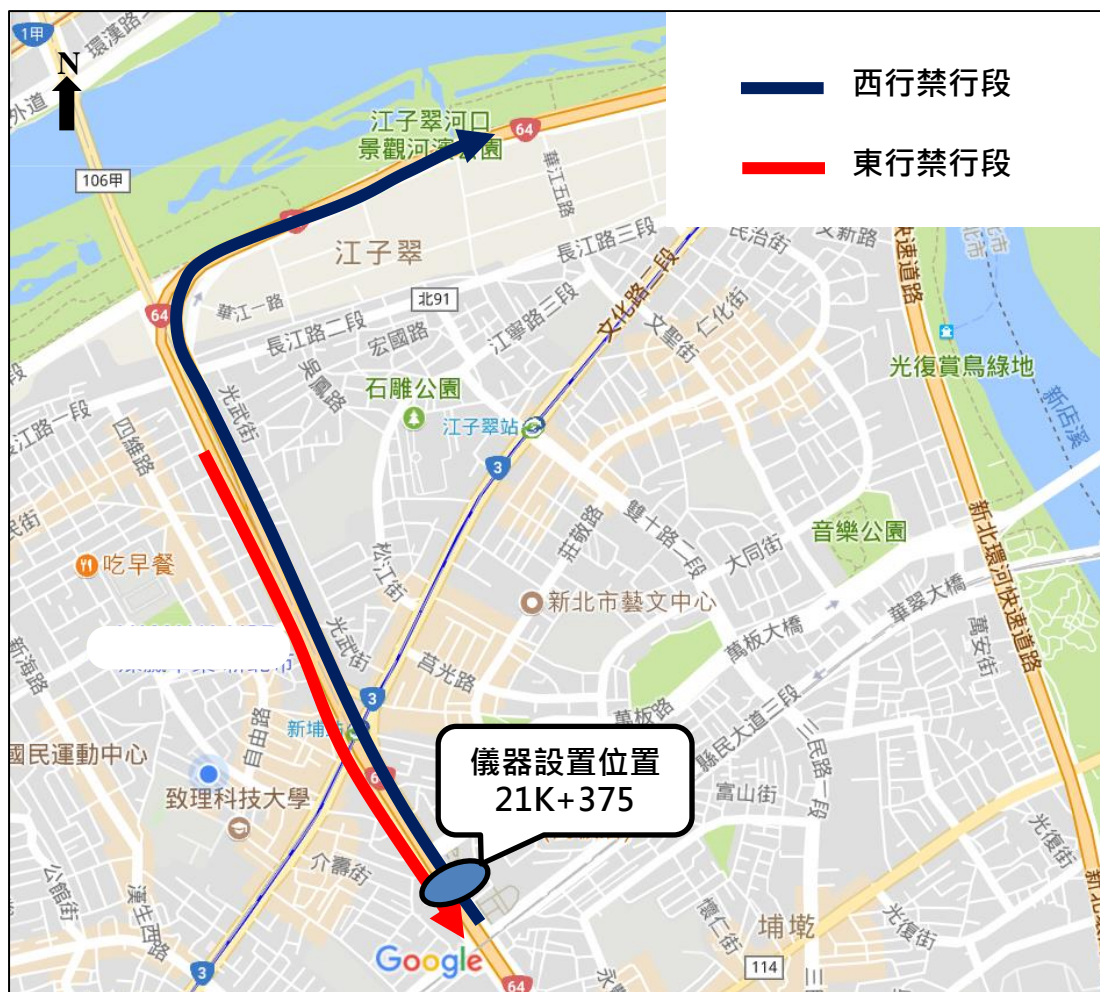 1甲
環漢路
外道
N
西行禁行段
東行禁行段
江子翠河口
景觀河濱公園
64
106甲
華江五路
64
江子翠
長江路三段
民治街
文新路
快速道路
華江一路
北91
64
長江路二段
宏國路
江寧路三段
文化路二段
文聖街
仁化街
光復賞鳥綠地
新店溪
吳鳳路
石雕公園
光武街
江子翠站
長江路一段
四維路
3
莊敬路
雙十路二段
大同街
音樂公園
新北環河快速道路
民街
吃早餐
松江街
新北市藝文中心
華翠大橋
萬板大橋
萬安街
光武街
莒光路
新海路
3
萬板路
縣民大道三段
三民路一段
自由路
新埔站
國民運動中心
儀器設置位置
21K+375
富山街
致理科技大學
介壽街
光復街
公館街
漢生西路
懷仁街
埔墘
光復街
Google
3
64
114